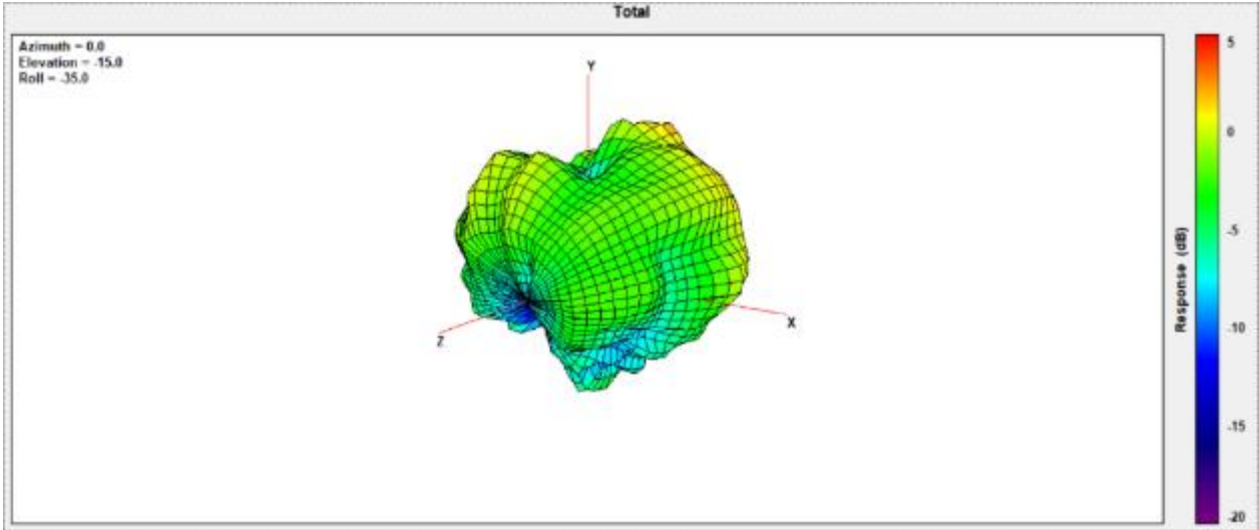 Total
Azimuth = 0.0
Elevation = -15.0
Roll = -35.0
Y
X
Z
5
0
-5
-10
-15
-20
Response (dB)